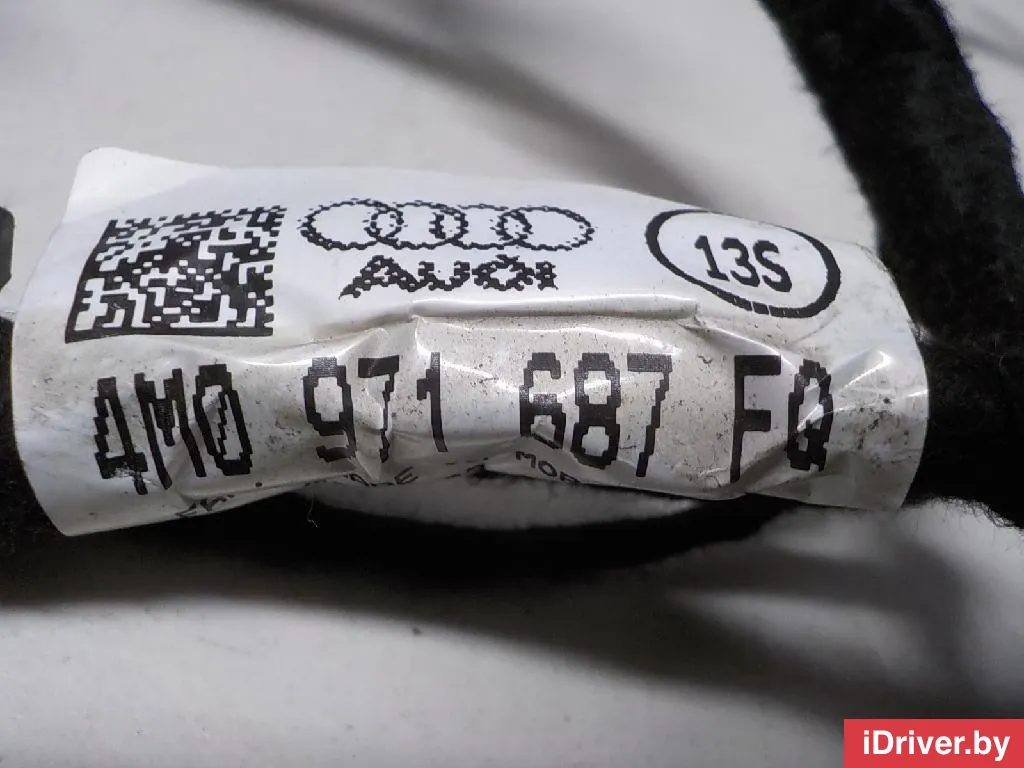 AUDI
13S
4M0 971 687 FQ
iDriver.by